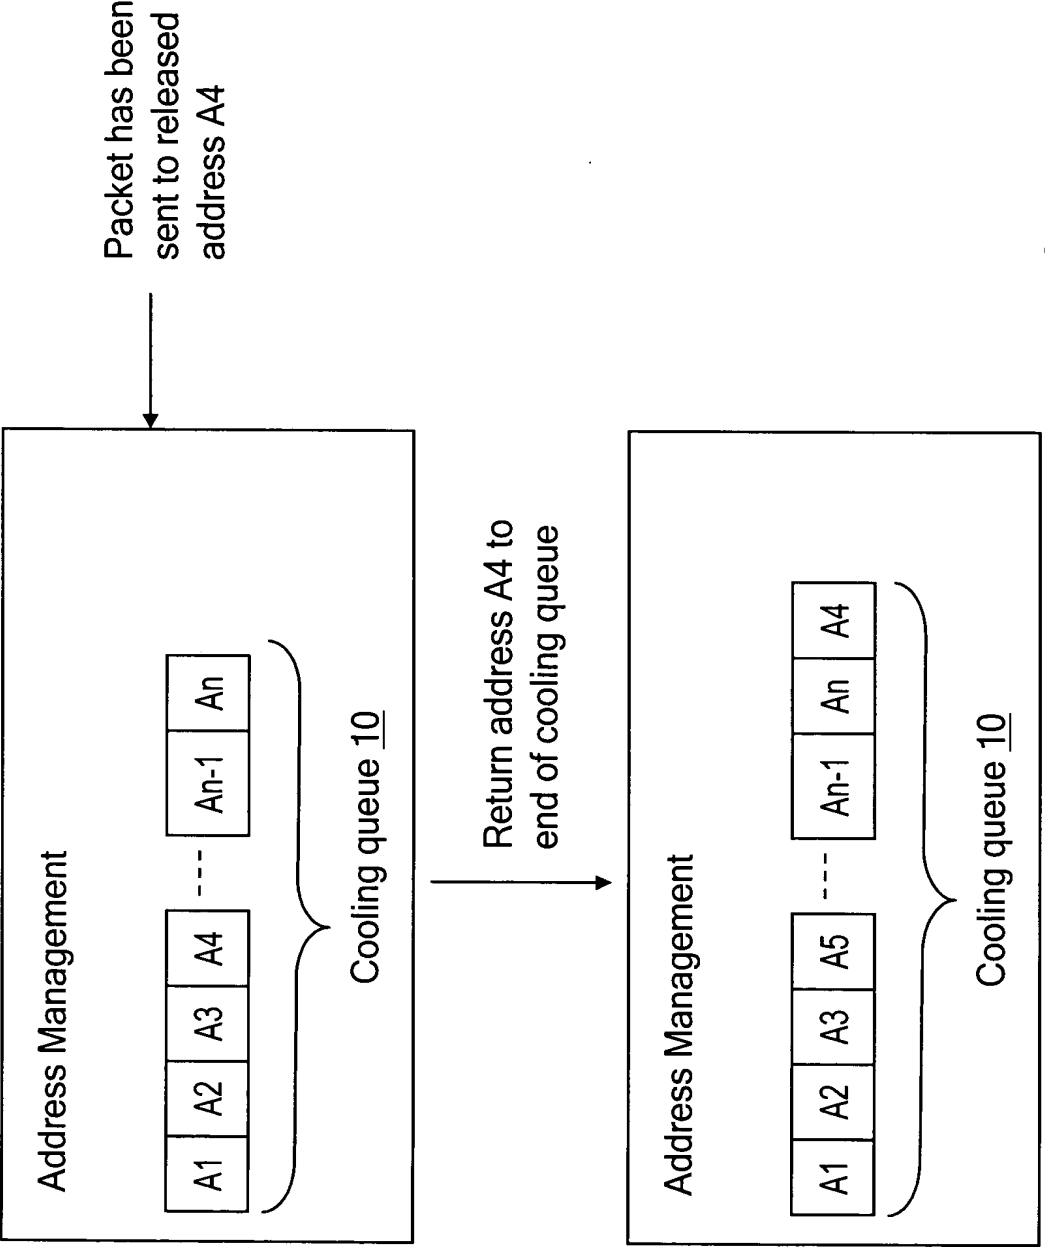 Packet has been
sent to released
address A4
Address Management
A1 A2 A3 A4 --- An-1 An
Cooling queue 10
Return address A4 to
end of cooling queue
Address Management
A1 A2 A3 A5 --- An-1 An A4
Cooling queue 10